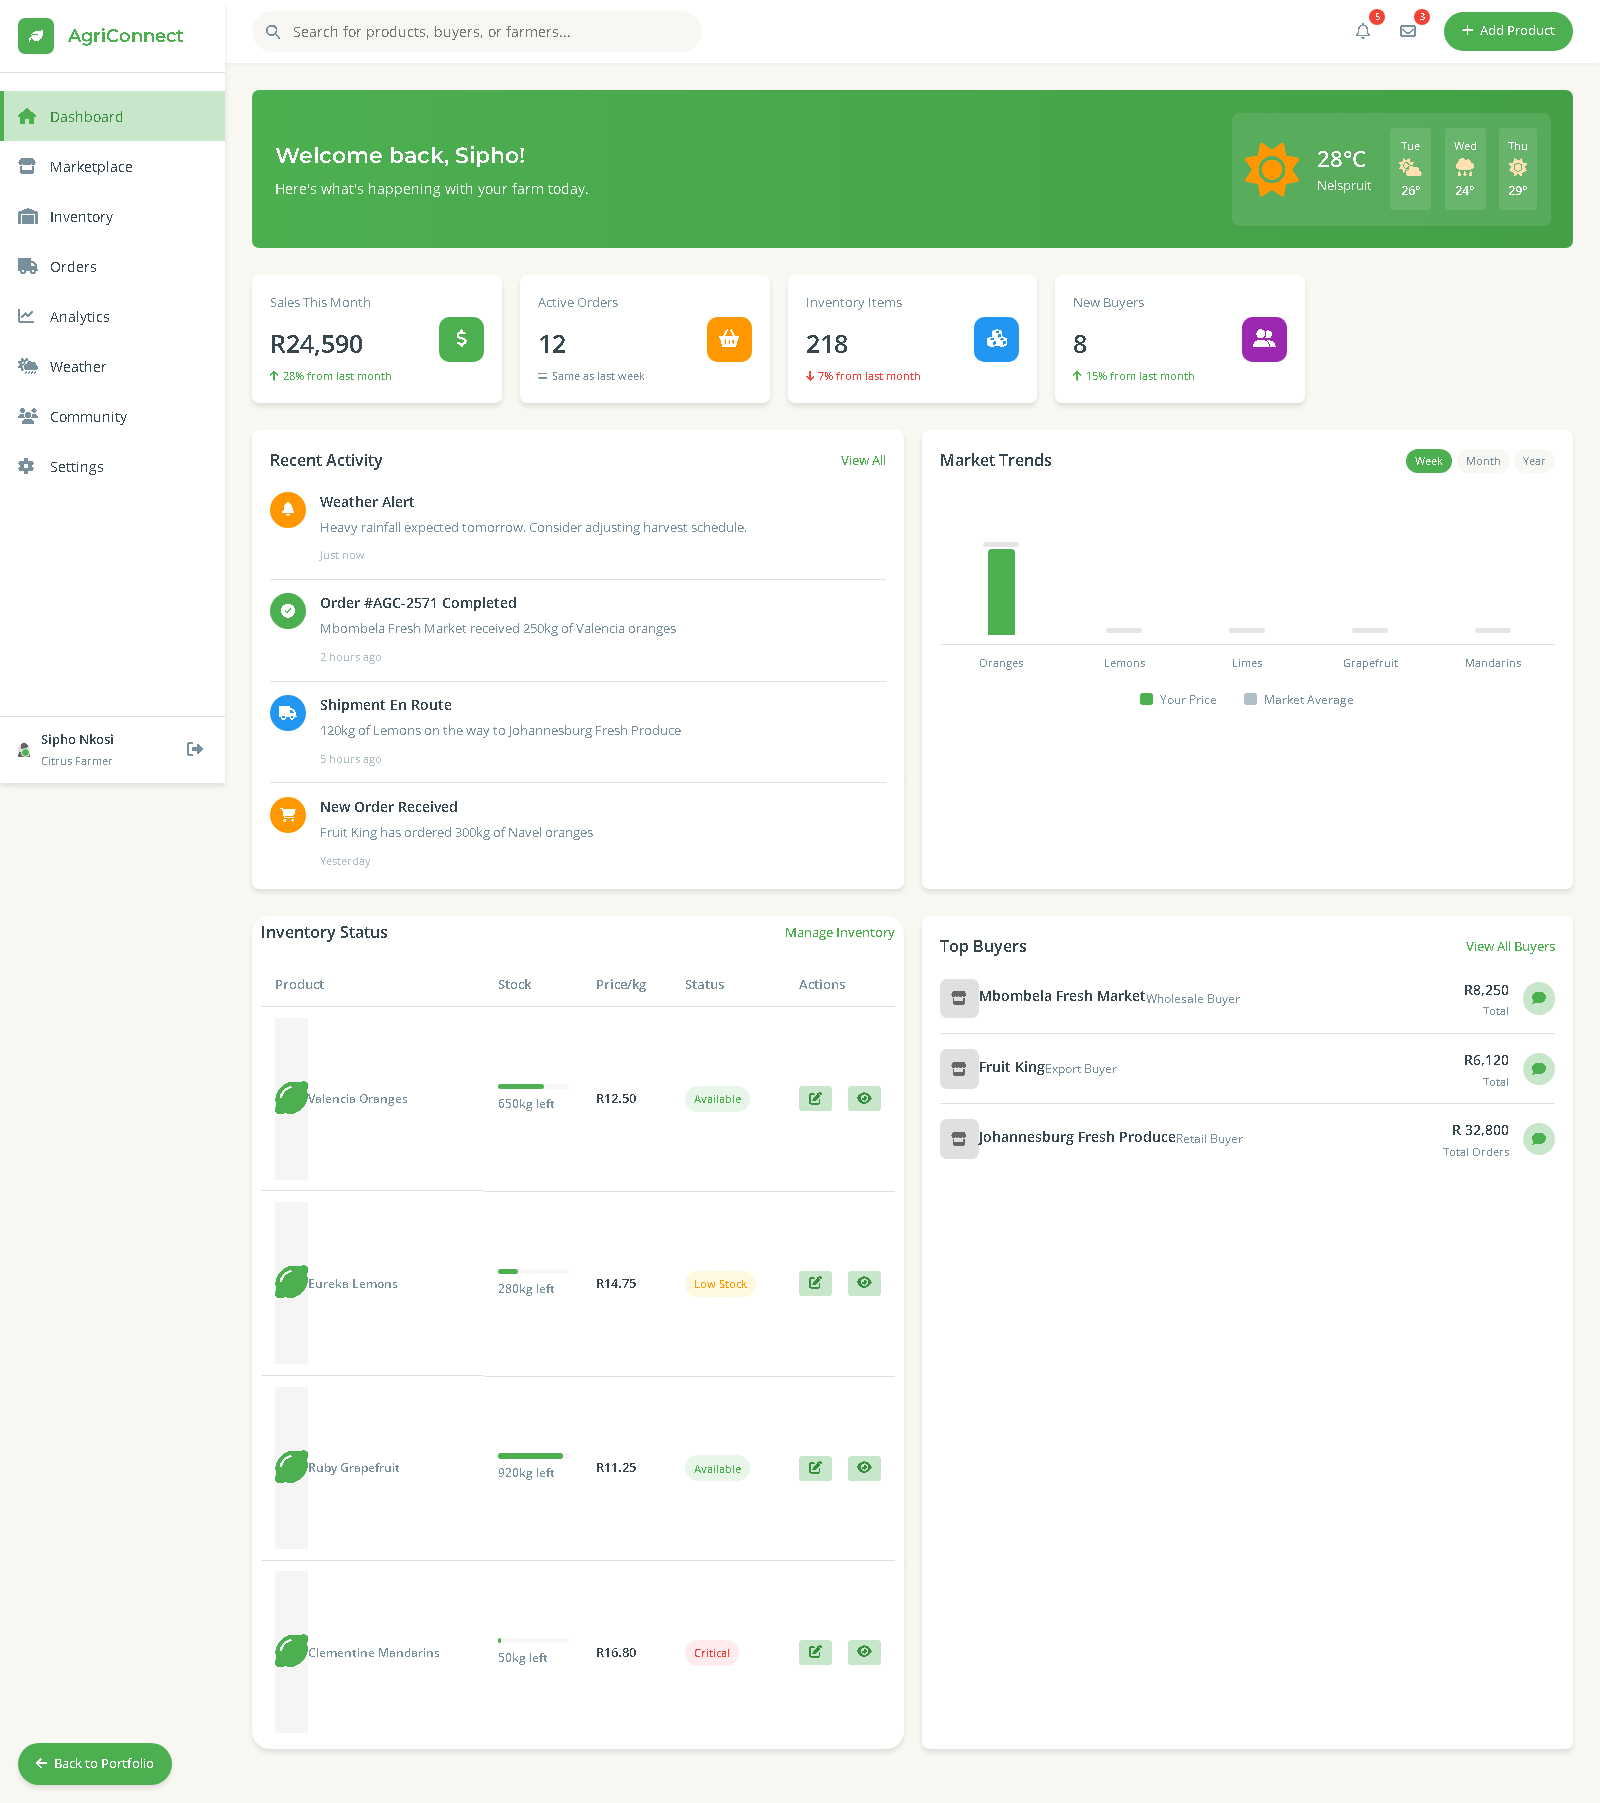 AgriConnect
Search for products, buyers, or farmers...
5
3
Add Product
Dashboard
Marketplace
Inventory
Orders
Analytics
Weather
Community
Settings
Sipho Nkosi
Citrus Farmer
Welcome back, Sipho!
Here's what's happening with your farm today.
28°C
Nelspruit
Tue
26°
Wed
24°
Thu
29°
Sales This Month
R24,590
28% from last month
Active Orders
12
Same as last week
Inventory Items
218
7% from last month
New Buyers
8
15% from last month
Recent Activity
View All
Weather Alert
Heavy rainfall expected tomorrow. Consider adjusting harvest schedule.
Just now
Order #AGC-2571 Completed
Mbombela Fresh Market received 250kg of Valencia oranges
2 hours ago
Shipment En Route
120kg of Lemons on the way to Johannesburg Fresh Produce
5 hours ago
New Order Received
Fruit King has ordered 300kg of Navel oranges
Yesterday
Market Trends
Week Month Year
Oranges Lemons Limes Grapefruit Mandarins
Your Price Market Average
Inventory Status
Manage Inventory
Product Stock Price/kg Status Actions
Valencia Oranges 650kg left R12.50 Available
Eureka Lemons 280kg left R14.75 Low Stock
Ruby Grapefruit 920kg left R11.25 Available
Clementine Mandarins 50kg left R16.80 Critical
Top Buyers
View All Buyers
Mbombela Fresh Market Wholesale Buyer
R8,250
Total
Fruit King Export Buyer
R6,120
Total
Johannesburg Fresh Produce Retail Buyer
R 32,800
Total Orders
Back to Portfolio